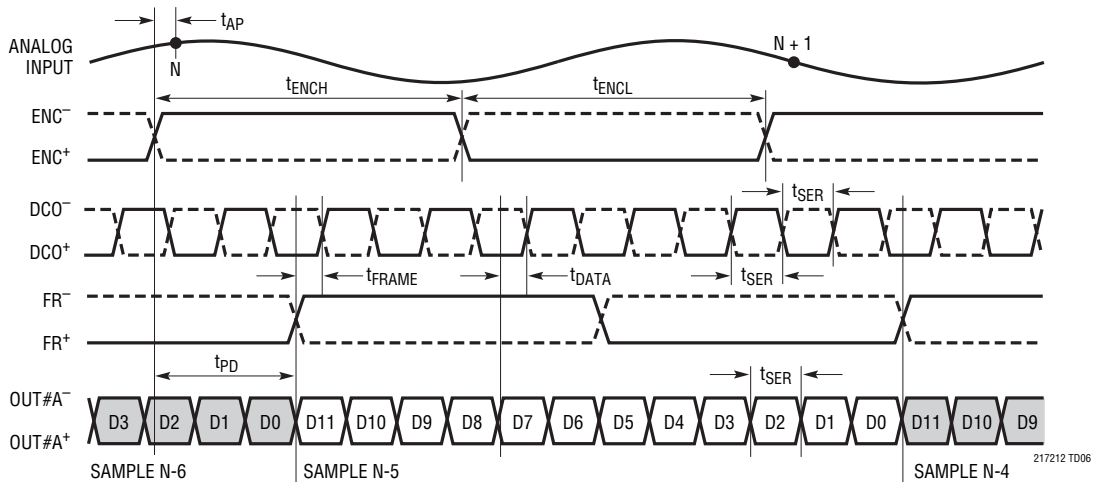 tAP
ANALOG
INPUT
N
N + 1
tENCH
tENCL
ENC–
ENC+
DCO–
DCO+
tSER
tFRAME
tDATA
tSER
FR–
FR+
tPD
tSER
OUT#A–
OUT#A+
D3 D2 D1 D0 D11 D10 D9 D8 D7 D6 D5 D4 D3 D2 D1 D0 D11 D10 D9
SAMPLE N-6
SAMPLE N-5
SAMPLE N-4
217212 TD06